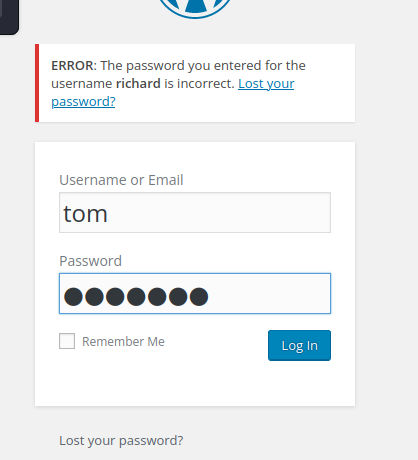 ERROR: The password you entered for the
username richard is incorrect. Lost your
password?
Username or Email
tom
Password
●●●●●●●
Remember Me
Log In
Lost your password?